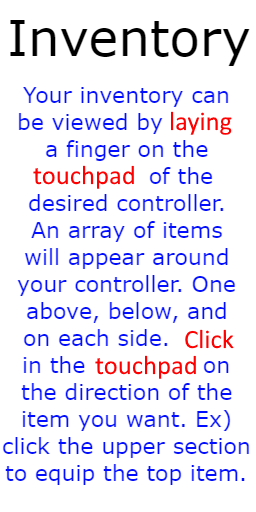 Inventory
Your inventory can
be viewed by laying
a finger on the
touchpad of the
desired controller.
An array of items
will appear around
your controller. One
above, below, and
on each side. Click
in the touchpad on
the direction of the
item you want. Ex)
click the upper section
to equip the top item.